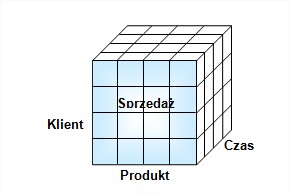 Sprzedaż
Klient
Czas
Produkt